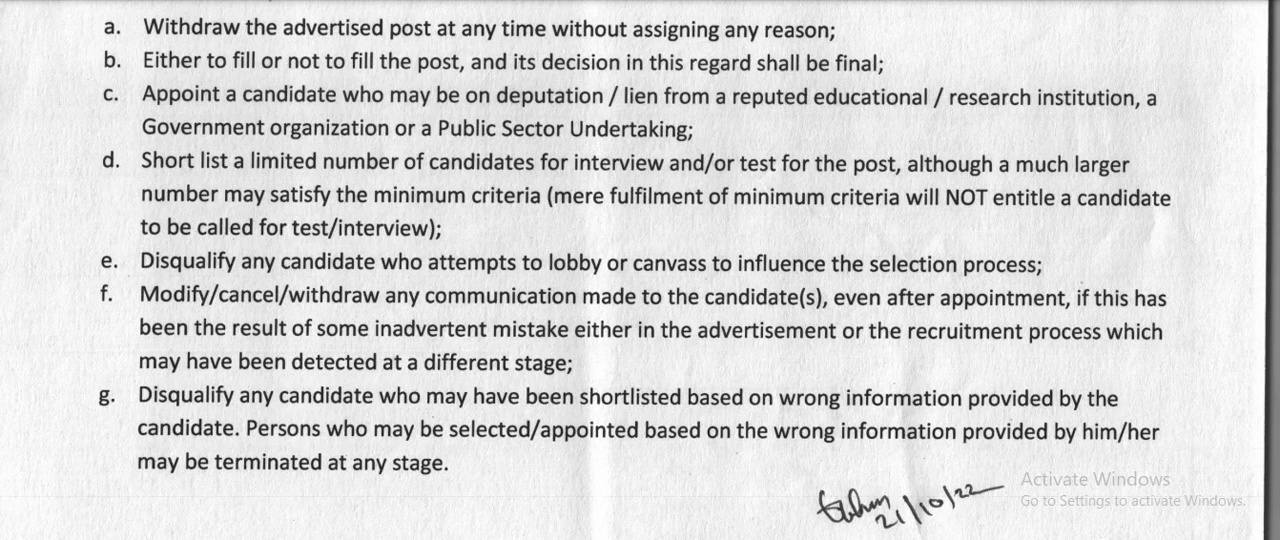 a. Withdraw the advertised post at any time without assigning any reason;
b. Either to fill or not to fill the post, and its decision in this regard shall be final;
c. Appoint a candidate who may be on deputation / lien from a reputed educational / research institution, a
Government organization or a Public Sector Undertaking;
d. Short list a limited number of candidates for interview and/or test for the post, although a much larger
number may satisfy the minimum criteria (mere fulfilment of minimum criteria will NOT entitle a candidate
to be called for test/interview);
e. Disqualify any candidate who attempts to lobby or canvass to influence the selection process;
f. Modify/cancel/withdraw any communication made to the candidate(s), even after appointment, if this has
been the result of some inadvertent mistake either in the advertisement or the recruitment process which
may have been detected at a different stage;
g. Disqualify any candidate who may have been shortlisted based on wrong information provided by the
candidate. Persons who may be selected/appointed based on the wrong information provided by him/her
may be terminated at any stage.
21/10/22
Activate Windows
Go to Settings to activate Windows.